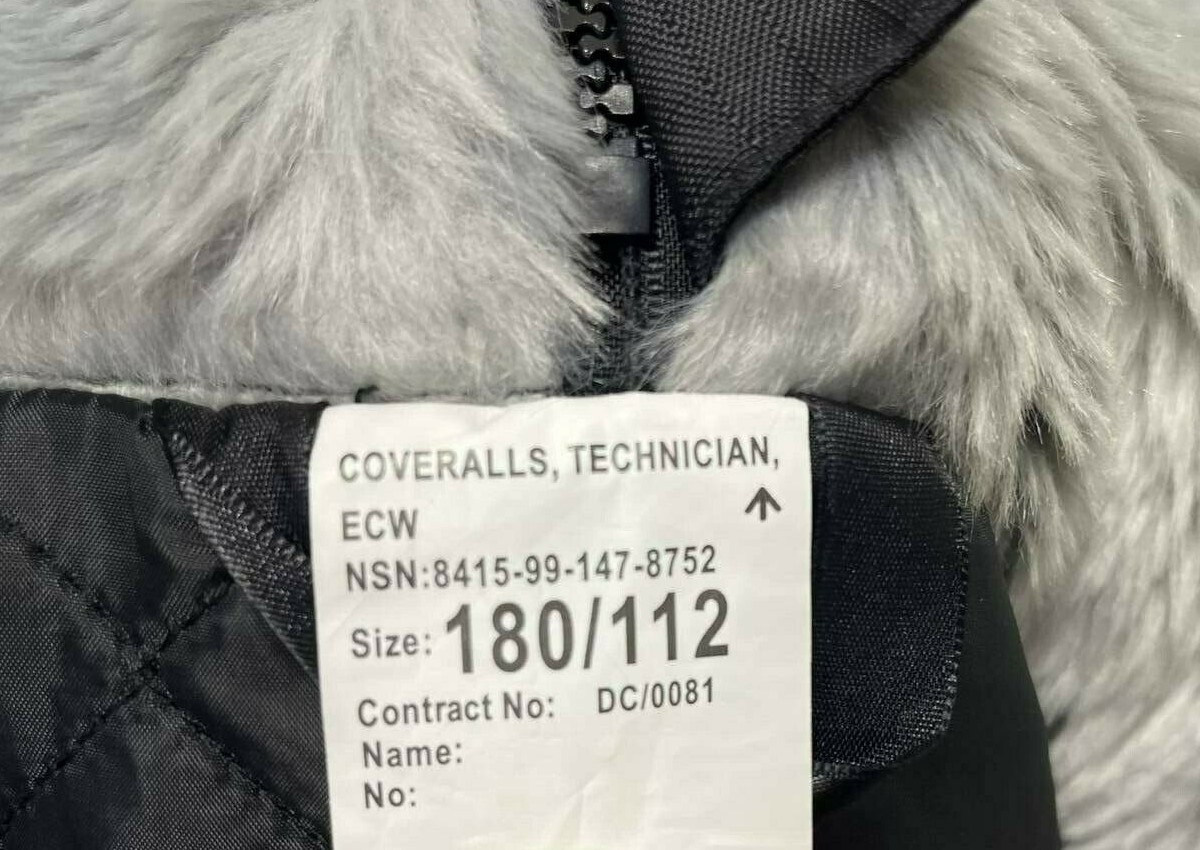 COVERALLS, TECHNICIAN,
ECW
NSN:8415-99-147-8752
Size: 180/112
Contract No: DC/0081
Name:
No: